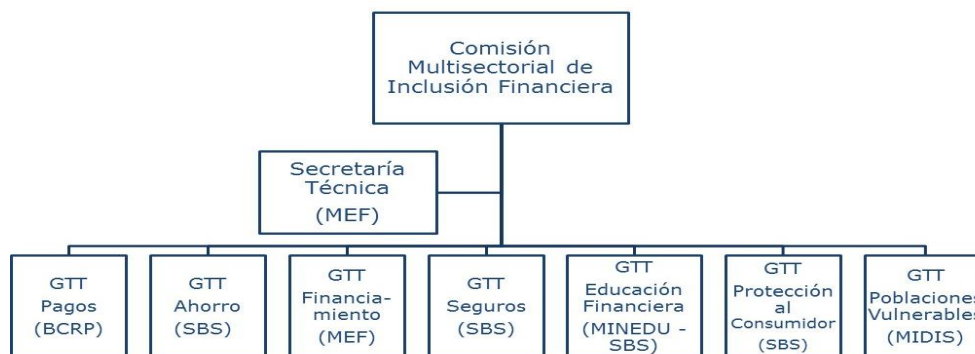 Comisión
Multisectorial de
Inclusión Financiera
Secretaría
Técnica
(MEF)
GTT
Pagos
(BCRP)
GTT
Ahorro
(SBS)
GTT
Financia-
miento
(MEF)
GTT
Seguros
(SBS)
GTT
Educación
Financiera
(MINEDU -
SBS)
GTT
Protección
al
Consumidor
(SBS)
GTT
Poblaciones
Vulnerables
(MIDIS)